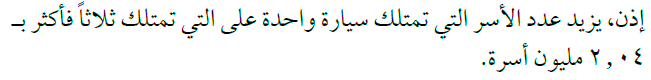 إذن، يزيد عدد الأسر التي تمتلك سيارة واحدة على التي تمتلك ثلاثاً فأكثر بـ
٢,٠٤ مليون أسرة.